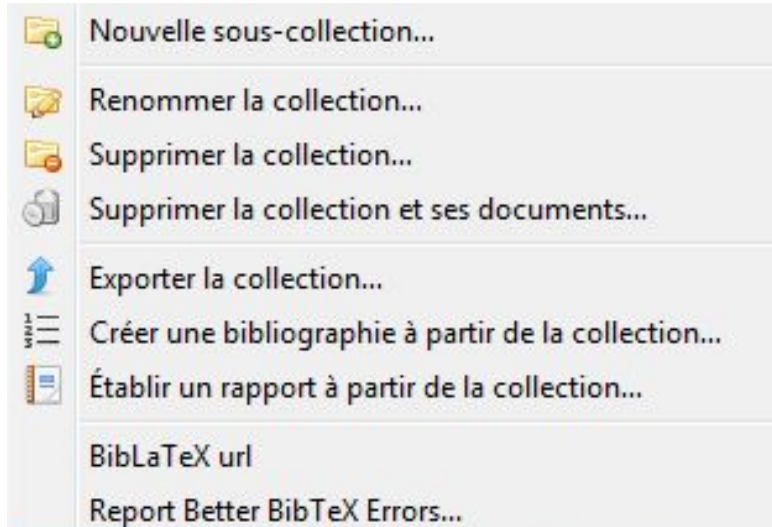 Nouvelle sous-collection...
Renommer la collection...
Supprimer la collection...
Supprimer la collection et ses documents...
Exporter la collection...
Créer une bibliographie à partir de la collection...
Établir un rapport à partir de la collection...
BibLaTeX url
Report Better BibTeX Errors...